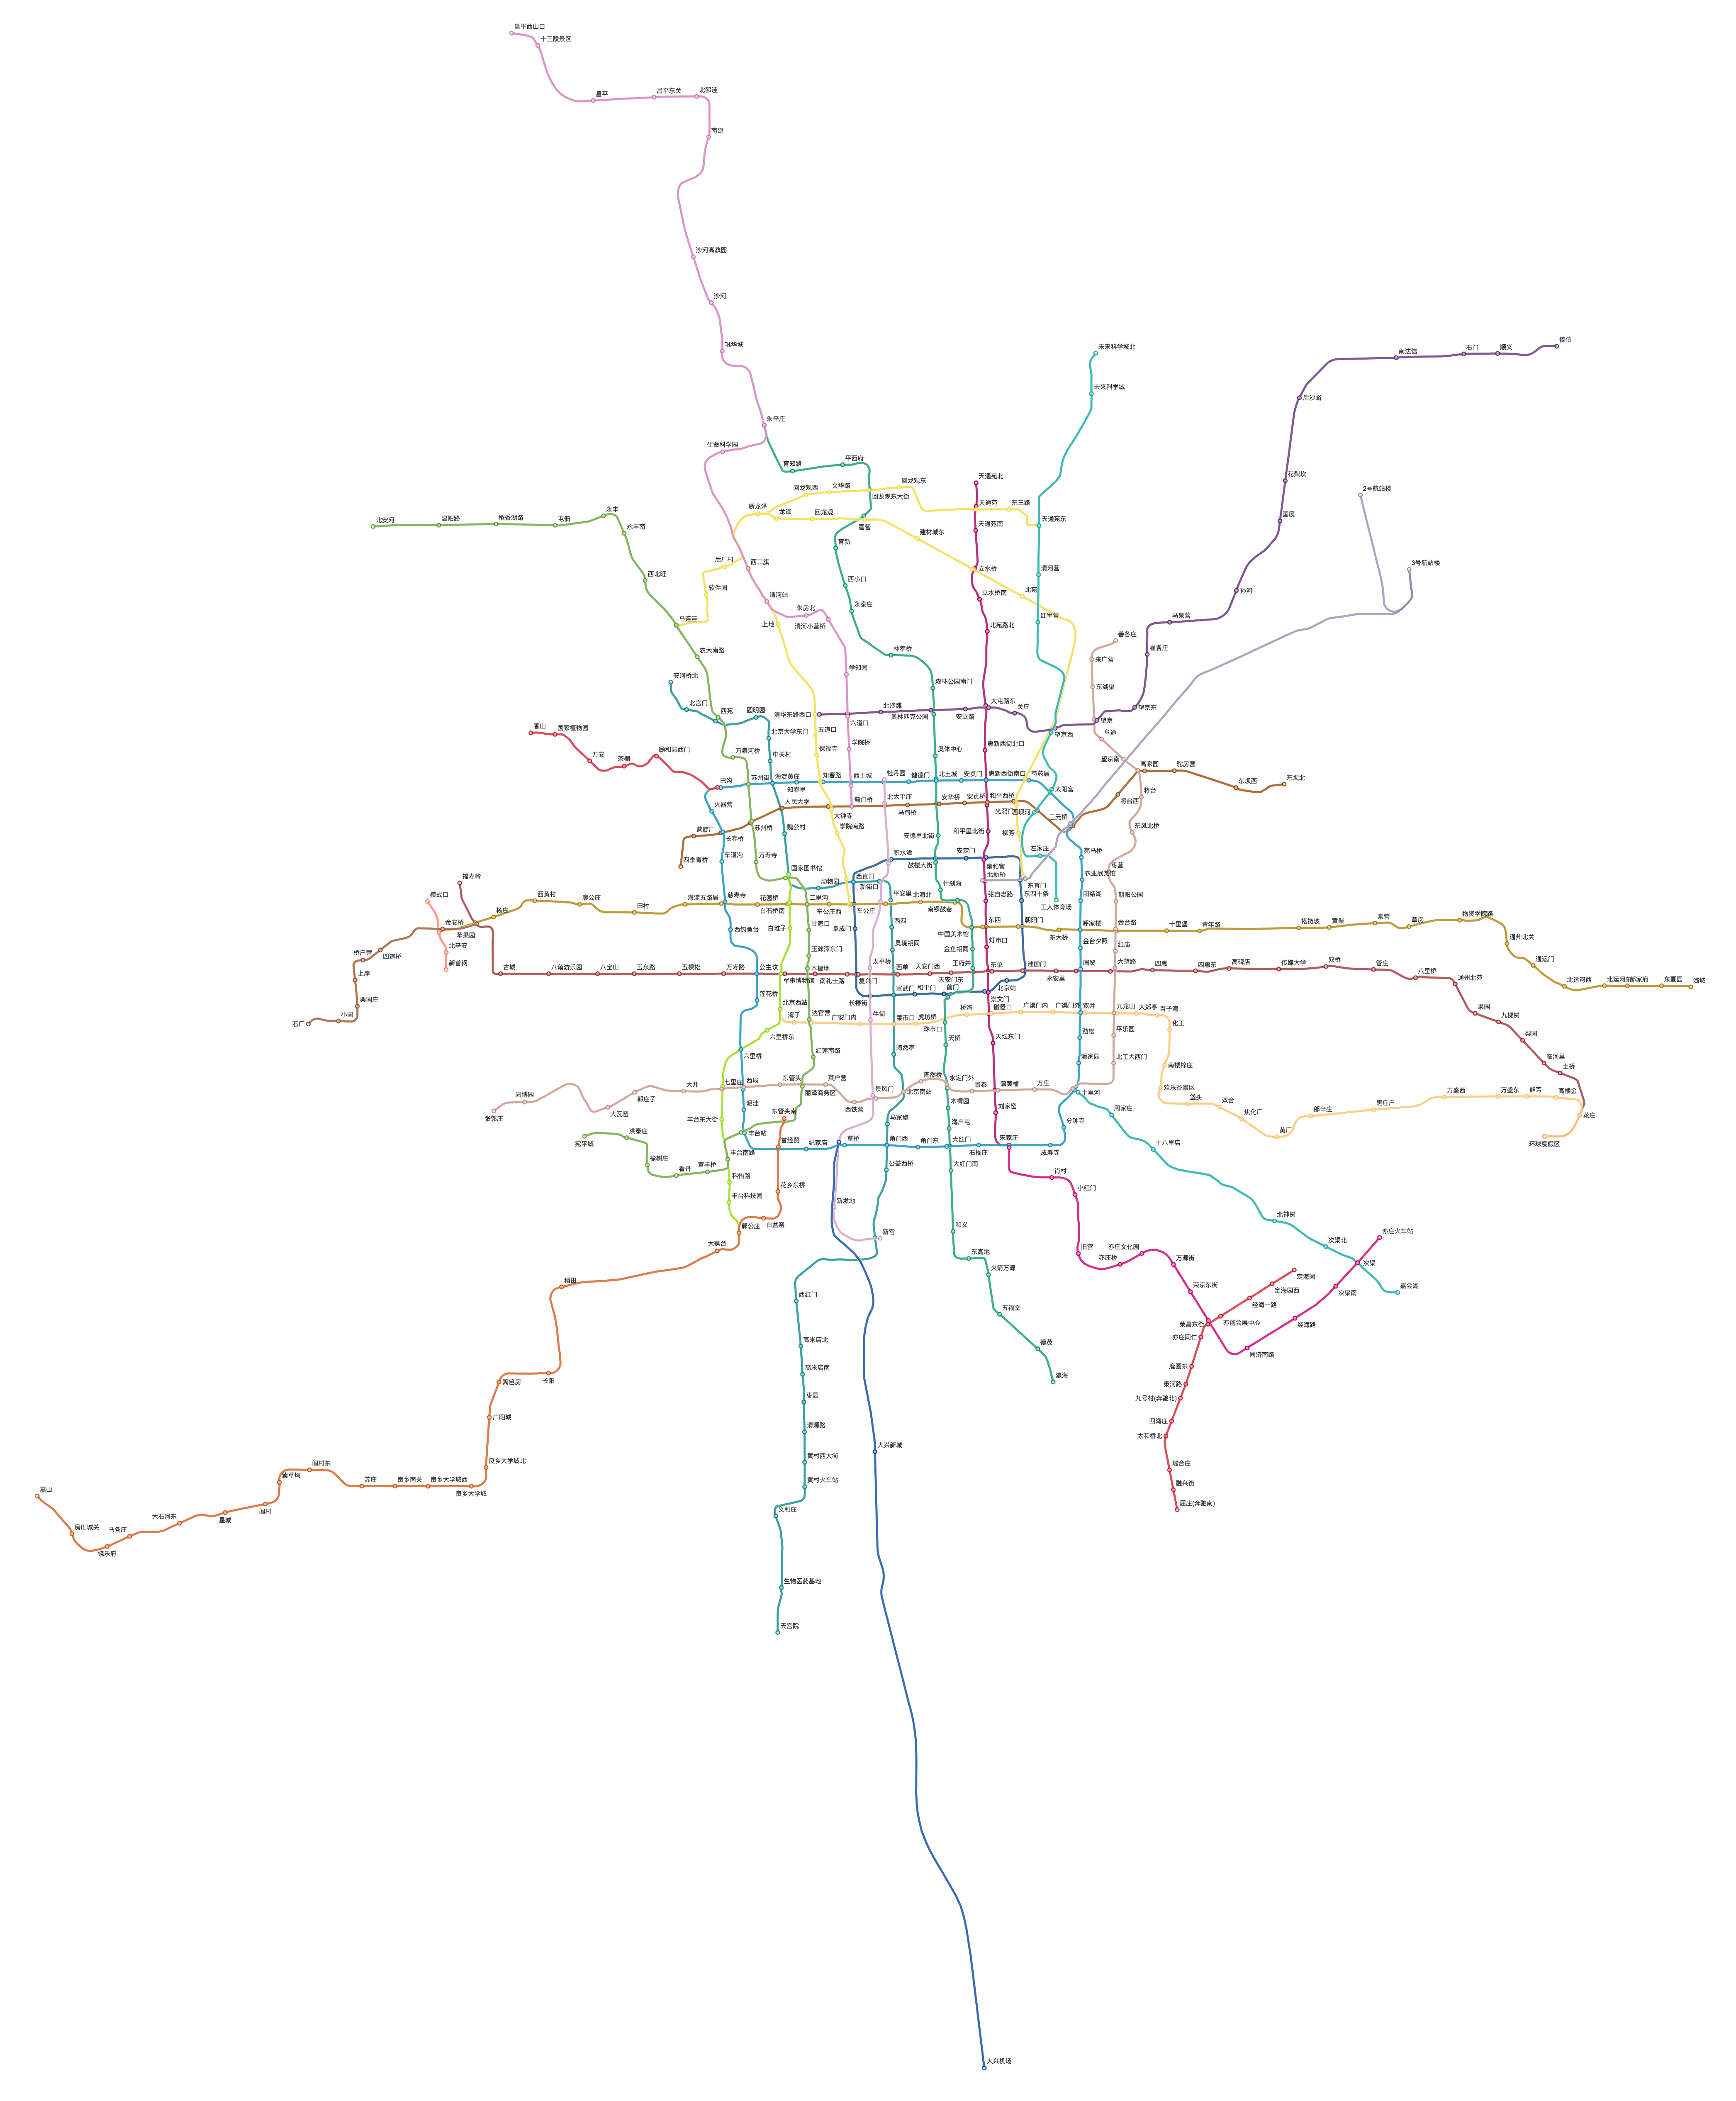 昌平西山口
十三陵景区
昌平
昌平东关
北邵洼
南邵
沙河高教园
沙河
巩华城
朱辛庄
生命科学园
育知路
平西府
未来科学城北
未来科学城
俸伯
顺义
石门
南法信
后沙峪
花梨坎
国展
2号航站楼
3号航站楼
孙河
马泉营
崔各庄
善各庄
来广营
东湖渠
望京东
望京
阜通
望京南
高家园
驼房营
东坝西
东坝北
将台西
将台
东风北桥
枣营
朝阳公园
回龙观西
文华路
回龙观东
回龙观东大街
新龙泽
龙泽
回龙观
霍营
建材城东
天通苑北
天通苑
东三路
天通苑南
天通苑东
立水桥
立水桥南
清河营
北苑
红军营
北苑路北
育新
西小口
永泰庄
林萃桥
森林公园南门
后厂村
西二旗
软件园
清河站
朱房北
上地
清河小营桥
学知园
北安河
温阳路
稻香湖路
屯佃
永丰
永丰南
西北旺
马连洼
农大南路
安河桥北
北宫门
西苑
圆明园
北京大学东门
万泉河桥
中关村
清华东路西口
五道口
六道口
北沙滩
奥林匹克公园
安立路
大屯路东
关庄
望京西
保福寺
学院桥
奥体中心
惠新西街北口
香山
国家植物园
万安
茶棚
颐和园西门
巴沟
苏州街
海淀黄庄
知春里
知春路
西土城
牡丹园
健德门
北土城
安贞门
惠新西街南口
芍药居
太阳宫
火器营
人民大学
蓟门桥
北太平庄
马甸桥
安华桥
安贞桥
和平西桥
光熙门
西坝河
三元桥
大钟寺
学院南路
蓝靛厂
长春桥
四季青桥
苏州桥
魏公村
安德里北街
和平里北街
柳芳
车道沟
万寿寺
国家图书馆
动物园
西直门
新街口
积水潭
鼓楼大街
安定门
雍和宫
北新桥
左家庄
东直门
东四十条
亮马桥
农业展览馆
团结湖
工人体育场
福寿岭
模式口
金安桥
苹果园
杨庄
西黄村
廖公庄
田村
海淀五路居
慈寿寺
花园桥
白石桥南
二里沟
车公庄西
车公庄
平安里
北海北
南锣鼓巷
什刹海
张自忠路
东四
朝阳门
东大桥
呼家楼
金台路
十里堡
青年路
褡裢坡
黄渠
常营
草房
物资学院路
通州北关
通运门
北运河西
北运河东
郝家府
东夏园
潞城
西钓鱼台
白堆子
甘家口
阜成门
玉渊潭东门
西四
灵境胡同
太平桥
中国美术馆
金鱼胡同
灯市口
金台夕照
红庙
桥户营
四道桥
上岸
栗园庄
小园
石厂
北辛安
新首钢
古城
八角游乐园
八宝山
玉泉路
五棵松
万寿路
公主坟
军事博物馆
木樨地
南礼士路
复兴门
西单
天安门西
天安门东
王府井
东单
建国门
永安里
国贸
大望路
四惠
四惠东
高碑店
传媒大学
双桥
管庄
八里桥
通州北苑
果园
九棵树
梨园
临河里
土桥
花庄
环球度假区
莲花桥
北京西站
湾子
达官营
广安门内
长椿街
宣武门
和平门
前门
崇文门
北京站
牛街
菜市口
虎坊桥
珠市口
桥湾
磁器口
广渠门内
广渠门外
双井
九龙山
大郊亭
百子湾
化工
南楼梓庄
欢乐谷景区
垡头
双合
焦化厂
黄厂
郎辛庄
黑庄户
万盛西
万盛东
群芳
高楼金
六里桥东
六里桥
红莲南路
陶然亭
天桥
天坛东门
劲松
平乐园
潘家园
北工大西门
张郭庄
园博园
大瓦窑
郭庄子
大井
七里庄
西局
东管头
菜户营
丽泽商务区
西铁营
景风门
北京南站
陶然桥
永定门外
景泰
蒲黄榆
方庄
十里河
周家庄
十八里店
北神树
次渠北
次渠
嘉会湖
亦庄火车站
次渠南
经海路
同济南路
泥洼
丰台东大街
东管头南
丰台站
首经贸
纪家庙
草桥
马家堡
角门西
角门东
大红门
石榴庄
宋家庄
成寿寺
分钟寺
木樨园
海户屯
刘家窑
公益西桥
大红门南
肖村
小红门
旧宫
亦庄桥
亦庄文化园
万源街
荣京东街
荣昌东街
宛平城
洪泰庄
榆树庄
看丹
富丰桥
丰台南路
科怡路
丰台科技园
花乡东桥
白盆窑
郭公庄
大葆台
稻田
长阳
篱笆房
广阳城
良乡大学城北
良乡大学城
良乡大学城西
良乡南关
苏庄
阎村东
紫草坞
阎村
星城
大石河东
马各庄
饶乐府
房山城关
燕山
新发地
新宫
西红门
高米店北
高米店南
枣园
清源路
黄村西大街
黄村火车站
义和庄
生物医药基地
天宫院
和义
东高地
火箭万源
五福堂
德茂
瀛海
定海园
定海园西
经海一路
亦创会展中心
亦庄同仁
鹿圈东
泰河路
九号村(奔驰北)
四海庄
太和桥北
瑞合庄
融兴街
屈庄(奔驰南)
大兴新城
大兴机场